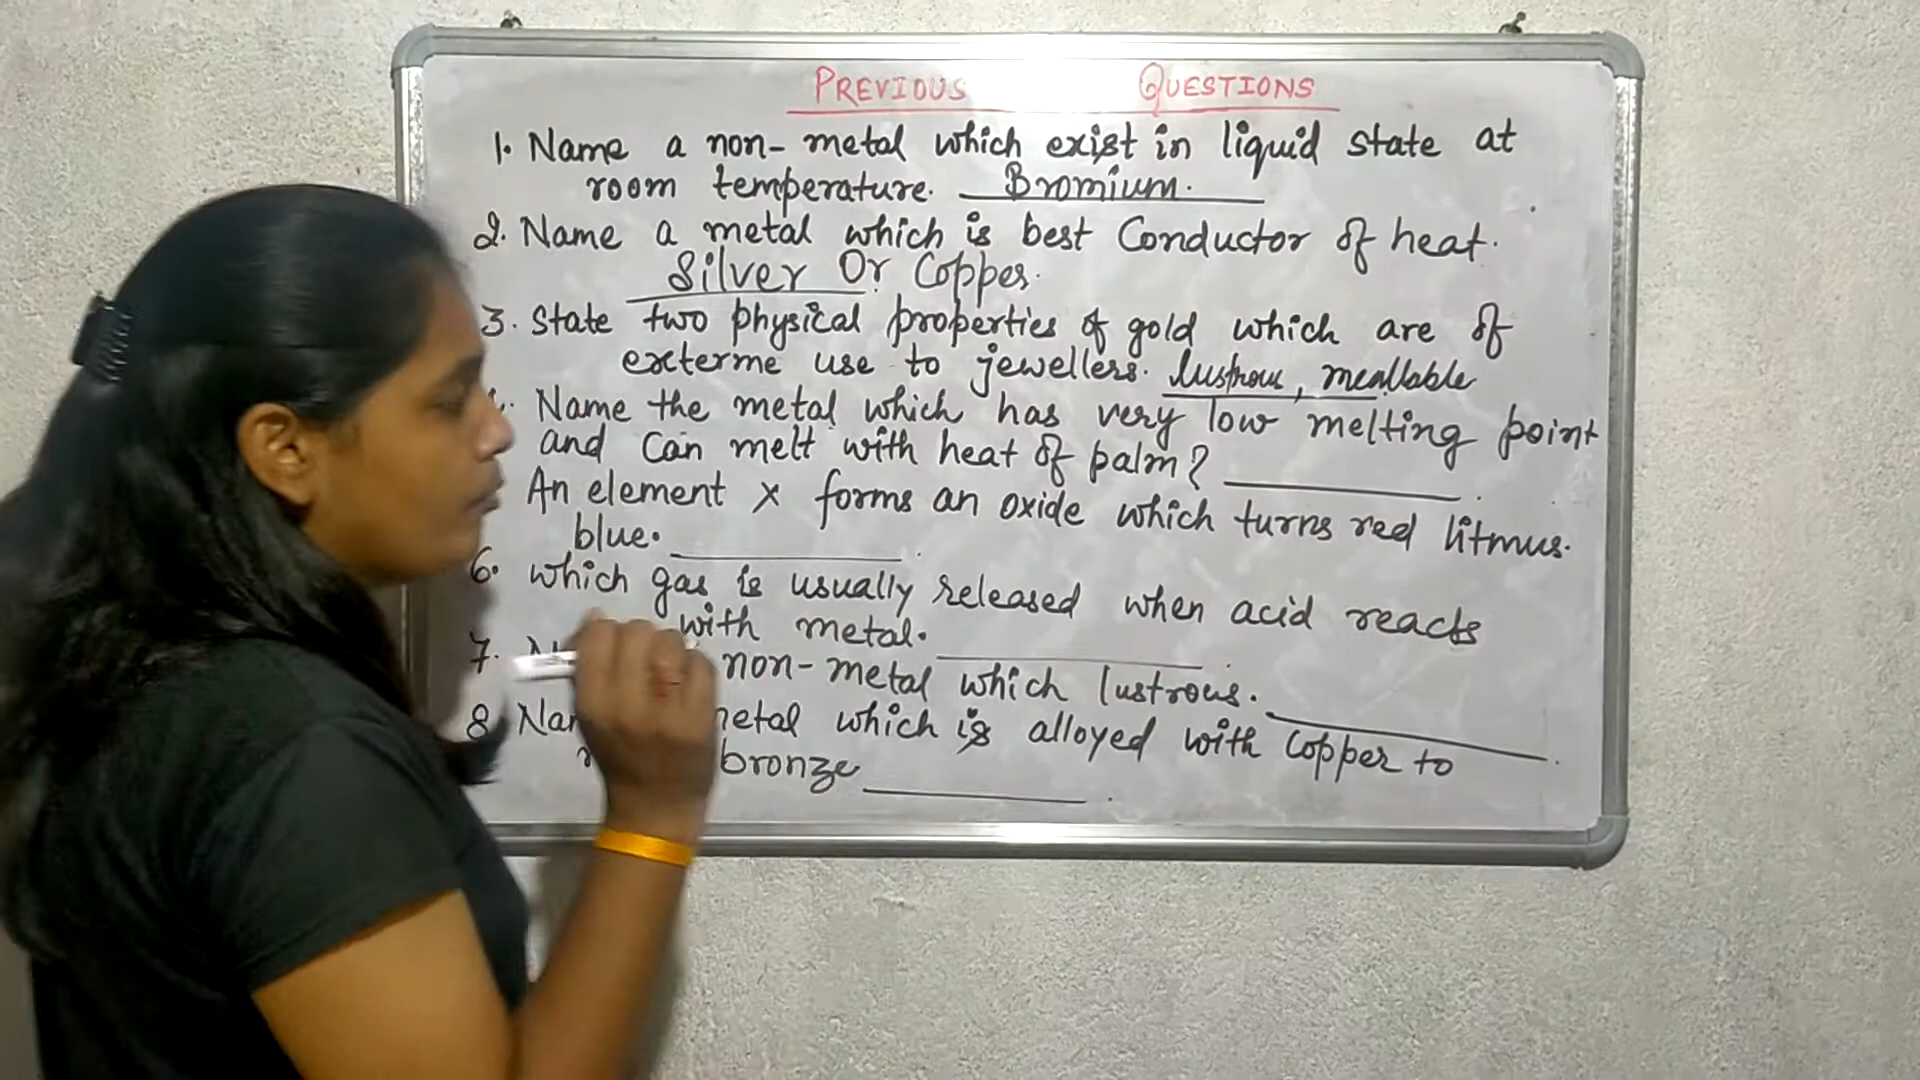 PREVIOUS QUESTIONS
1. Name a non-metal which exist in liquid state at
room temperature. Bromium.
2. Name a metal which is best Conductor of heat.
Silver Or Copper.
3. State two physical properties of gold which are of
exterme use to jewellers. lustrous, meallable
Name the metal which has very low melting point
and Can melt with heat of palm?
An element x forms an oxide which turns red litmus.
blue.
6. which gas is usually released when acid reacts
with metal.
7. non-metal which lustrous.
8 which is alloyed with Copper to
bronze